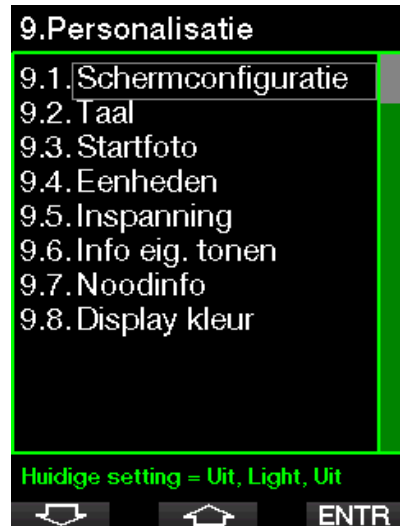 9.Personalisatie
9.1. Schermconfiguratie
9.2. Taal
9.3. Startfoto
9.4. Eenheden
9.5. Inspanning
9.6. Info eig. tonen
9.7. Noodinfo
9.8. Display kleur
Huidige setting = Uit, Light, Uit
ENTR